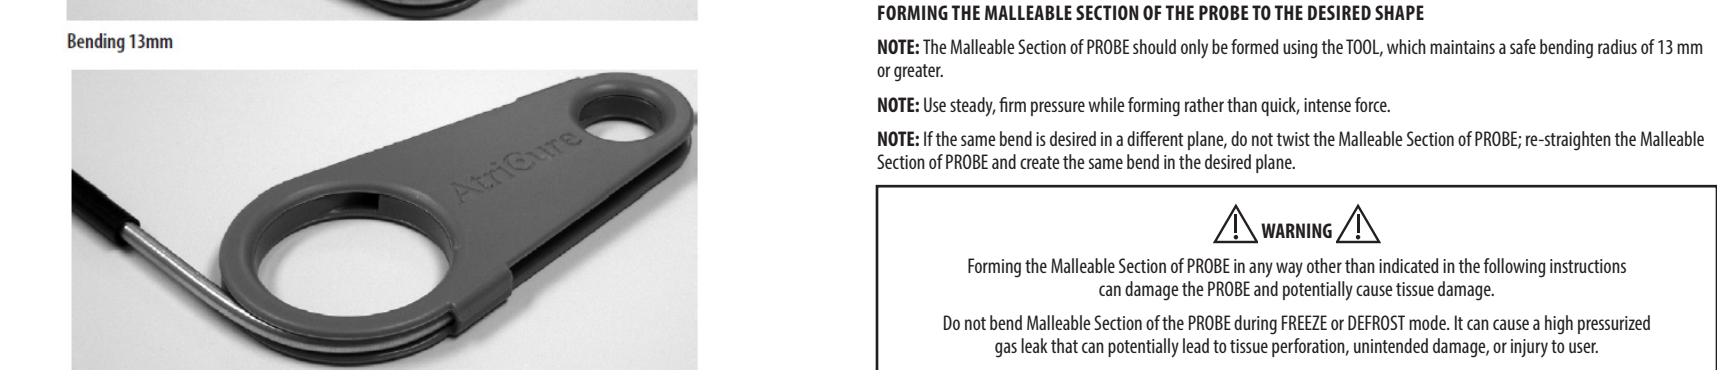 Bending 13mm
AtriCure
FORMING THE MALLEABLE SECTION OF THE PROBE TO THE DESIRED SHAPE
NOTE: The Malleable Section of PROBE should only be formed using the TOOL, which maintains a safe bending radius of 13 mm
or greater.
NOTE: Use steady, firm pressure while forming rather than quick, intense force.
NOTE: If the same bend is desired in a different plane, do not twist the Malleable Section of PROBE; re-straighten the Malleable
Section of PROBE and create the same bend in the desired plane.
WARNING
Forming the Malleable Section of PROBE in any way other than indicated in the following instructions
can damage the PROBE and potentially cause tissue damage.
Do not bend Malleable Section of the PROBE during FREEZE or DEFROST mode. It can cause a high pressurized
gas leak that can potentially lead to tissue perforation, unintended damage, or injury to user.